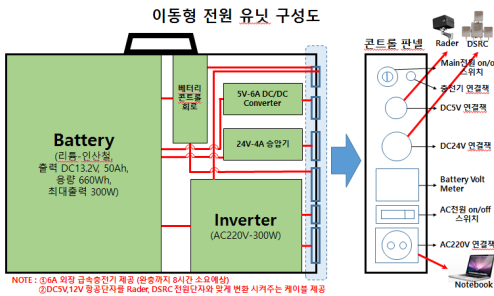 이동형 전원 유닛 구성도
Battery
(리튬-인산철,
출력 DC13.2V, 50Ah,
용량 660Wh,
최대출력 300W)
배터리
콘트롤
회로
5V-6A DC/DC
Converter
24V-4A 승압기
Inverter
(AC220V-300W)
콘트롤 판넬
Rader
DSRC
Main전원 on/off
스위치
충전기 연결잭
DC5V 연결잭
DC24V 연결잭
Battery Volt
Meter
AC전원 on/off
스위치
AC220V 연결잭
Notebook
NOTE : ①6A 외장 급속충전기 제공 (완충까지 8시간 소요예상)
②DC5V,12V 항공단자를 Rader, DSRC 전원단자와 맞게 변환 시켜주는 케이블 제공